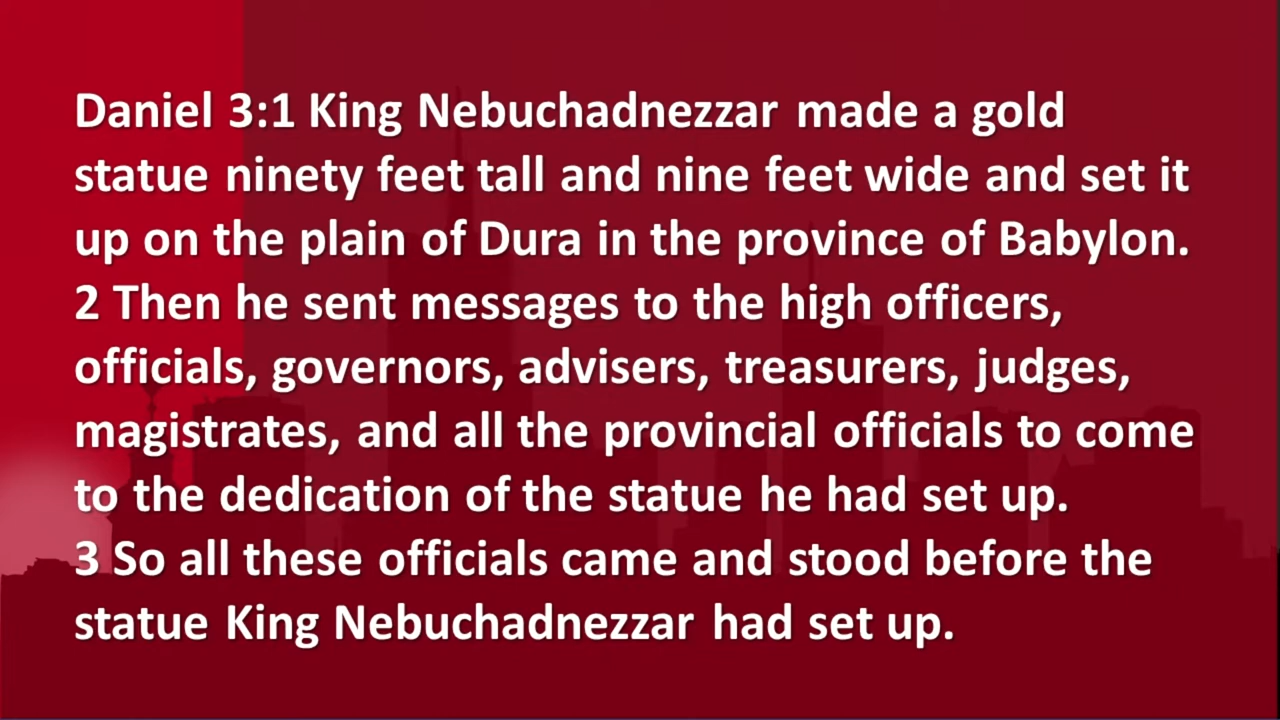 Daniel 3:1 King Nebuchadnezzar made a gold
statue ninety feet tall and nine feet wide and set it
up on the plain of Dura in the province of Babylon.
2 Then he sent messages to the high officers,
officials, governors, advisers, treasurers, judges,
magistrates, and all the provincial officials to come
to the dedication of the statue he had set up.
3 So all these officials came and stood before the
statue King Nebuchadnezzar had set up.